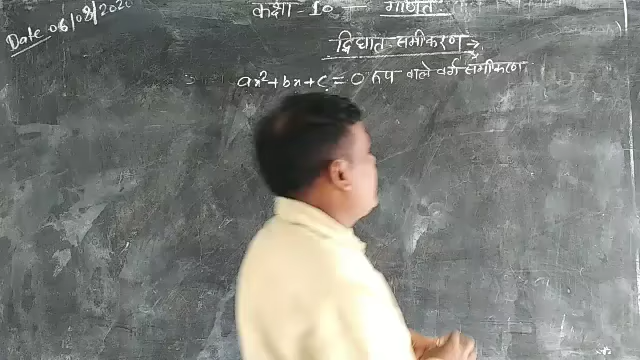 Date 06/08/2020
कक्षा - 10 - गणित
द्विघात समीकरण
ax²+bx+c = 0 रूप वाले वर्ग समीकरण